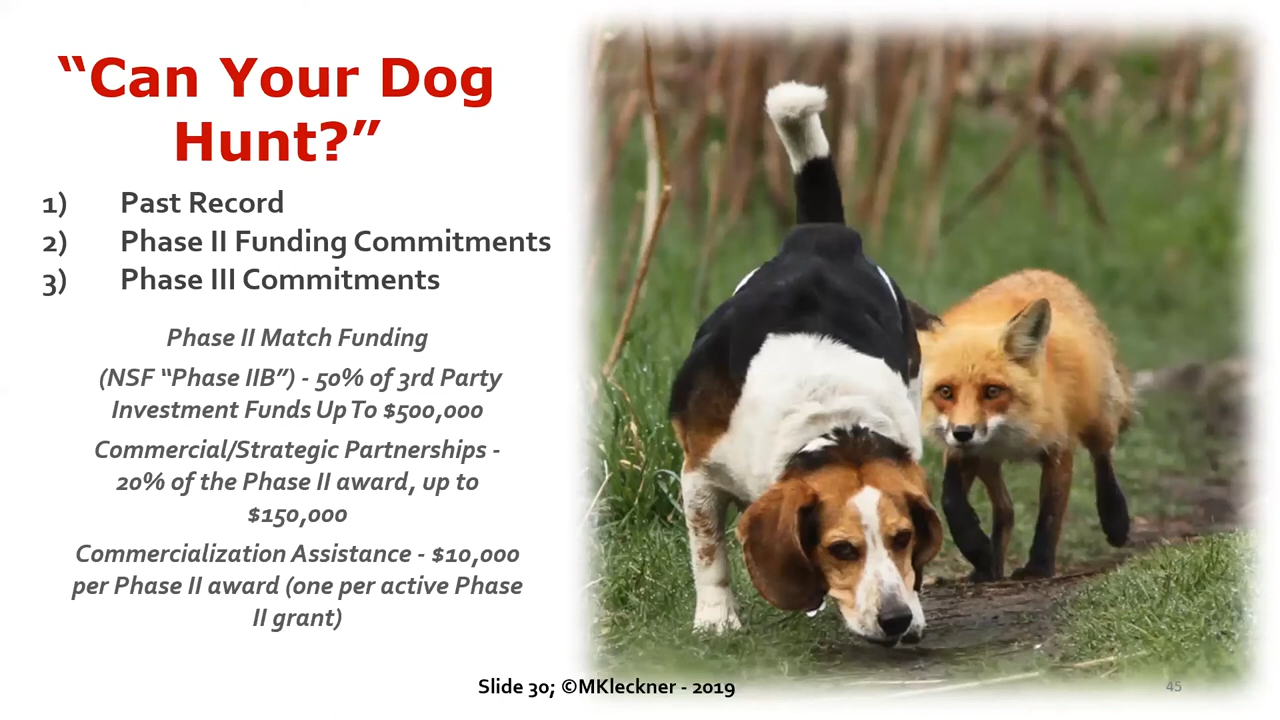 “Can Your Dog
Hunt?”
1) Past Record
2) Phase II Funding Commitments
3) Phase III Commitments
Phase II Match Funding
(NSF “Phase IIB”) - 50% of 3rd Party
Investment Funds Up To $500,000
Commercial/Strategic Partnerships -
20% of the Phase II award, up to
$150,000
Commercialization Assistance - $10,000
per Phase II award (one per active Phase
II grant)
Slide 30; ©MKleckner - 2019
45